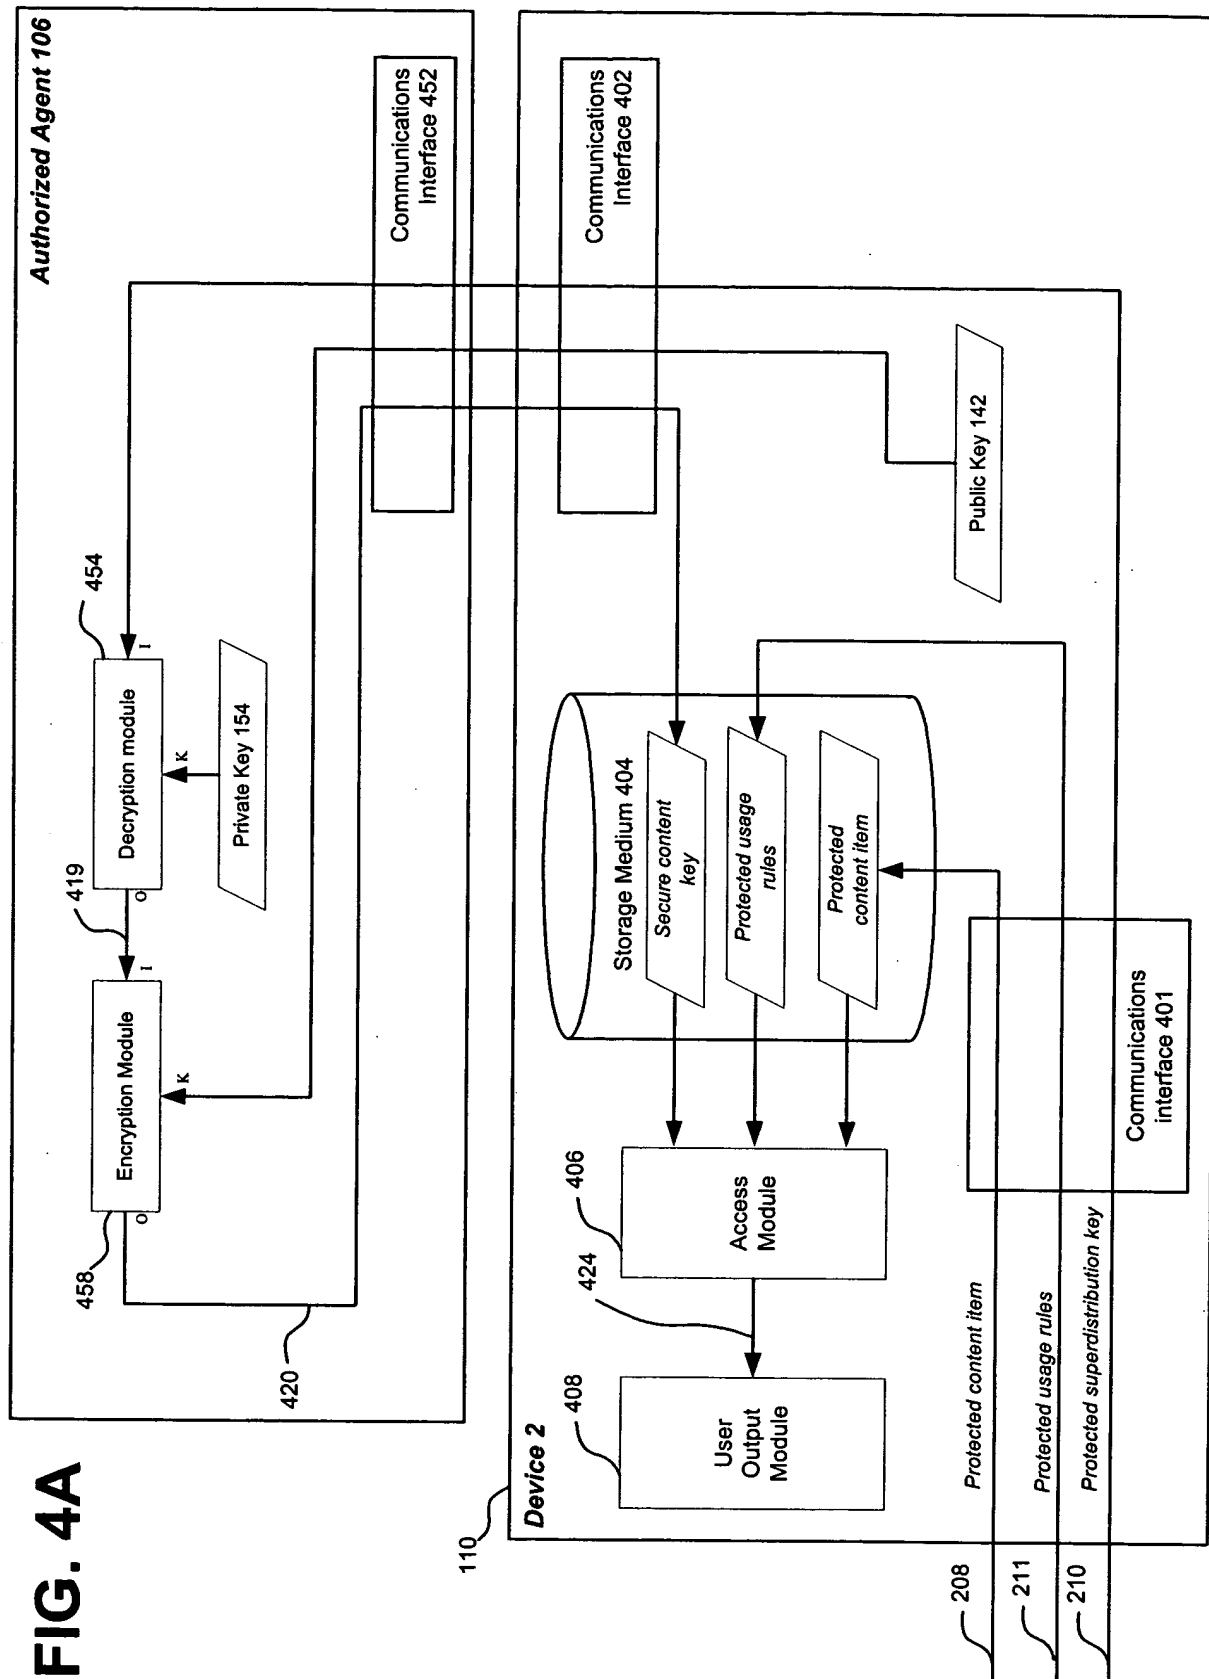 FIG. 4A
Authorized Agent 106
458
Encryption Module
O
I
K
419
454
Decryption module
O
I
K
Private Key 154
420
Communications
Interface 452
110
Device 2
Communications
Interface 402
408
User
Output
Module
424
406
Access
Module
Storage Medium 404
Secure content
key
Protected usage
rules
Protected
content item
Public Key 142
208
Protected content item
211
Protected usage rules
210
Protected superdistribution key
Communications
interface 401